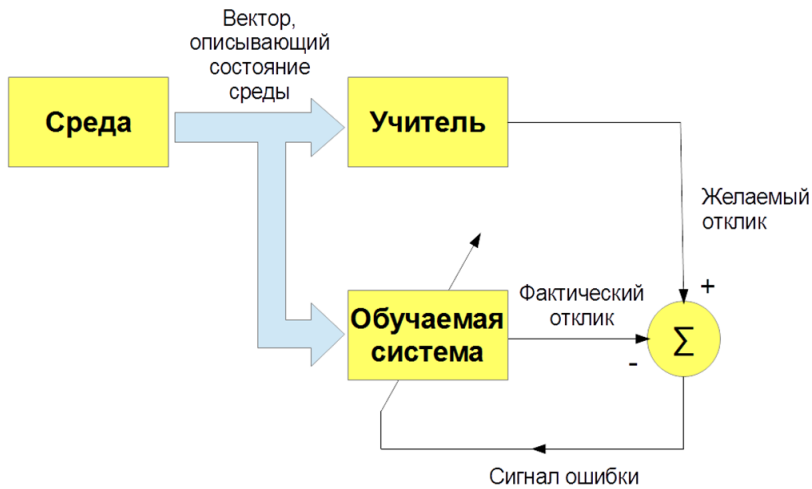 Вектор,
описывающий
состояние
среды
Среда
Учитель
Желаемый
отклик
+
Обучаемая
система
Фактический
отклик
-
Σ
Сигнал ошибки